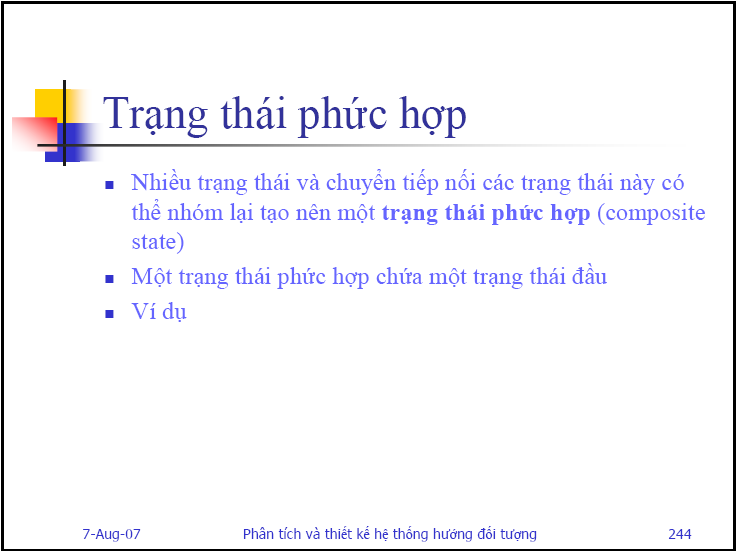 Trạng thái phức hợp
Nhiều trạng thái và chuyển tiếp nối các trạng thái này có
thể nhóm lại tạo nên một trạng thái phức hợp (composite
state)
Một trạng thái phức hợp chứa một trạng thái đầu
Ví dụ
7-Aug-07 Phân tích và thiết kế hệ thống hướng đối tượng 244